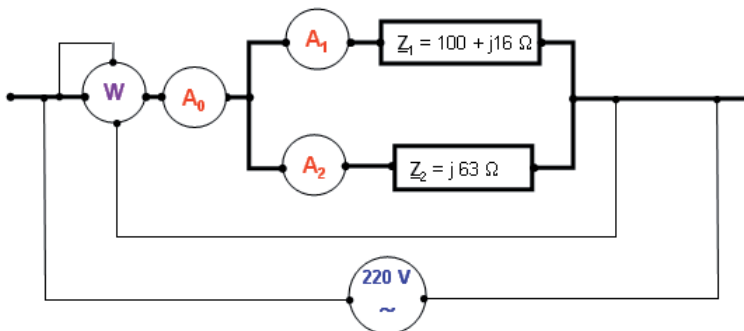 A₁
Z₁ = 100 + j16 Ω
W
A₀
A₂
Z₂ = j 63 Ω
220 V
~